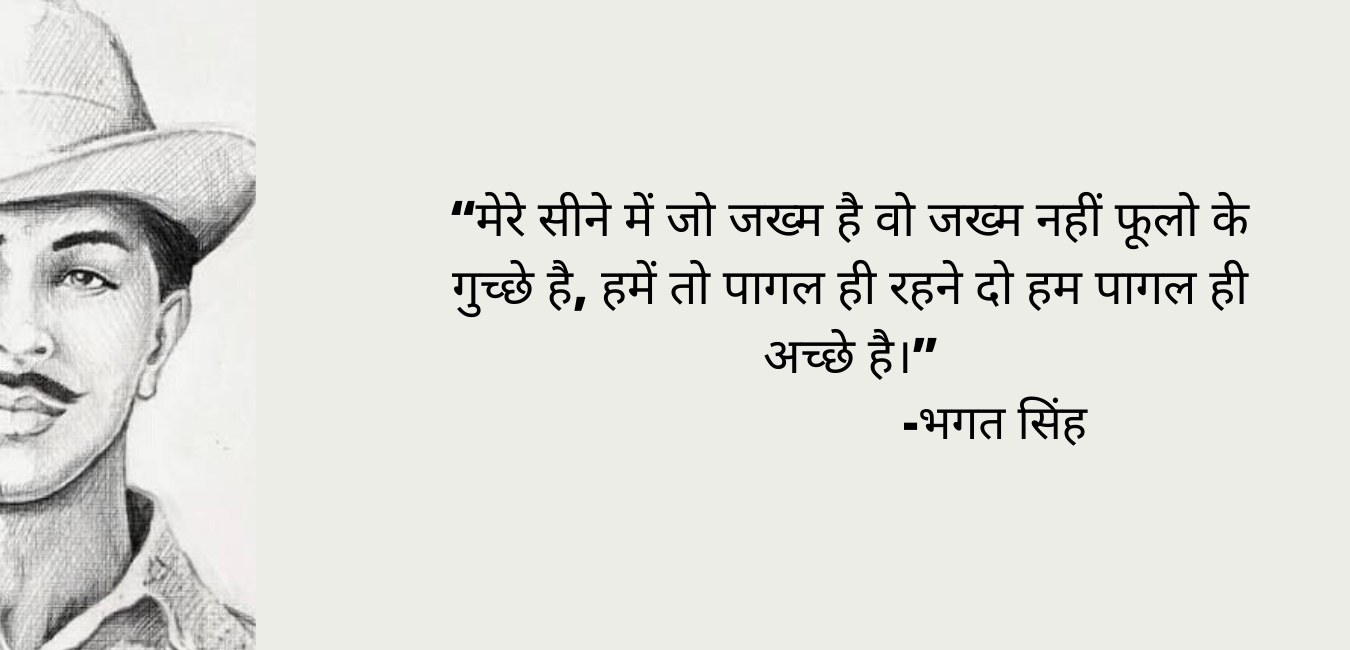 “मेरे सीने में जो जख्म है वो जख्म नहीं फूलो के
गुच्छे है, हमें तो पागल ही रहने दो हम पागल ही
अच्छे है।”
-भगत सिंह